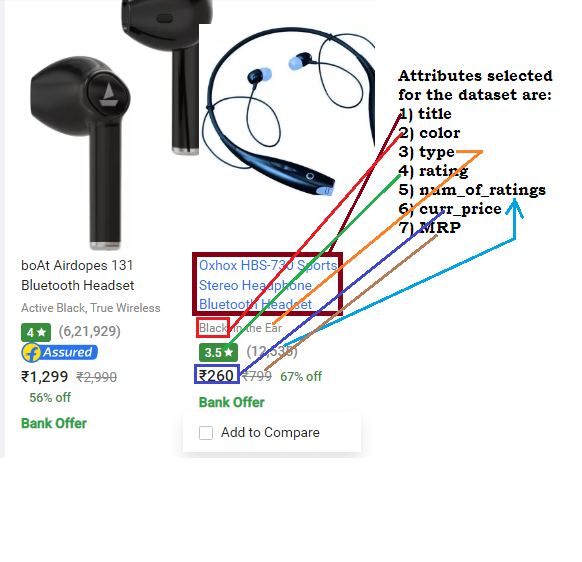 Attributes selected
for the dataset are:
1) title
2) color
3) type
4) rating
5) num_of_ratings
6) curr_price
7) MRP
boAt Airdopes 131
Bluetooth Headset
Active Black, True Wireless
4★ (6,21,929)
Assured
₹1,299 ₹2,990
56% off
Bank Offer
Oxhox HBS-730 Sports
Stereo Headphone
Bluetooth Headset
Black, In the Ear
3.5★
₹260 ₹799 67% off
Bank Offer
Add to Compare